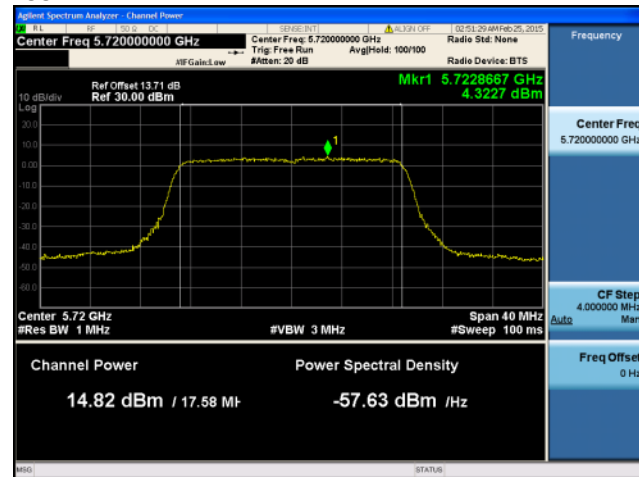 Agilent Spectrum Analyzer - Channel Power
RL RF 50 Ω DC SENSE:INT ALIGN OFF 02:51:29 AM Feb 25, 2015
Center Freq 5.720000000 GHz
Center Freq: 5.720000000 GHz
Radio Std: None
Trig: Free Run Avg|Hold: 100/100
#IFGain:Low #Atten: 20 dB Radio Device: BTS
Frequency
Ref Offset 13.71 dB
10 dB/div Ref 30.00 dBm
Mkr1 5.7228667 GHz
4.3227 dBm
Log
20.0
10.0
0.00
-10.0
-20.0
-30.0
-40.0
-50.0
-60.0
1
Center Freq
5.720000000 GHz
Center 5.72 GHz Span 40 MHz
#Res BW 1 MHz #VBW 3 MHz #Sweep 100 ms
CF Step
4.000000 MHz
Auto Man
Channel Power Power Spectral Density
14.82 dBm / 17.58 MH -57.63 dBm /Hz
Freq Offset
0 Hz
MSG STATUS